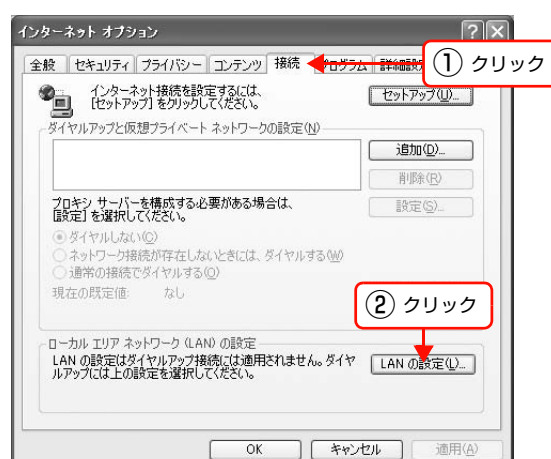 インターネット オプション
全般 セキュリティ プライバシー コンテンツ 接続 プログラム
① クリック
インターネット接続を設定するには、
[セットアップ] をクリックしてください。
セットアップ(U)...
ダイヤルアップと仮想プライベート ネットワークの設定(N)
追加(D)...
削除(R)
プロキシ サーバーを構成する必要がある場合は、
[設定] を選択してください。
設定(S)...
ダイヤルしない(C)
ネットワーク接続が存在しないときには、ダイヤルする(W)
通常の接続でダイヤルする(O)
現在の既定値: なし
② クリック
ローカル エリア ネットワーク (LAN) の設定
LAN の設定はダイヤルアップ接続には適用されません。ダイヤ
ルアップには上の設定を選択してください。
LAN の設定(L)...
OK キャンセル 適用(A)